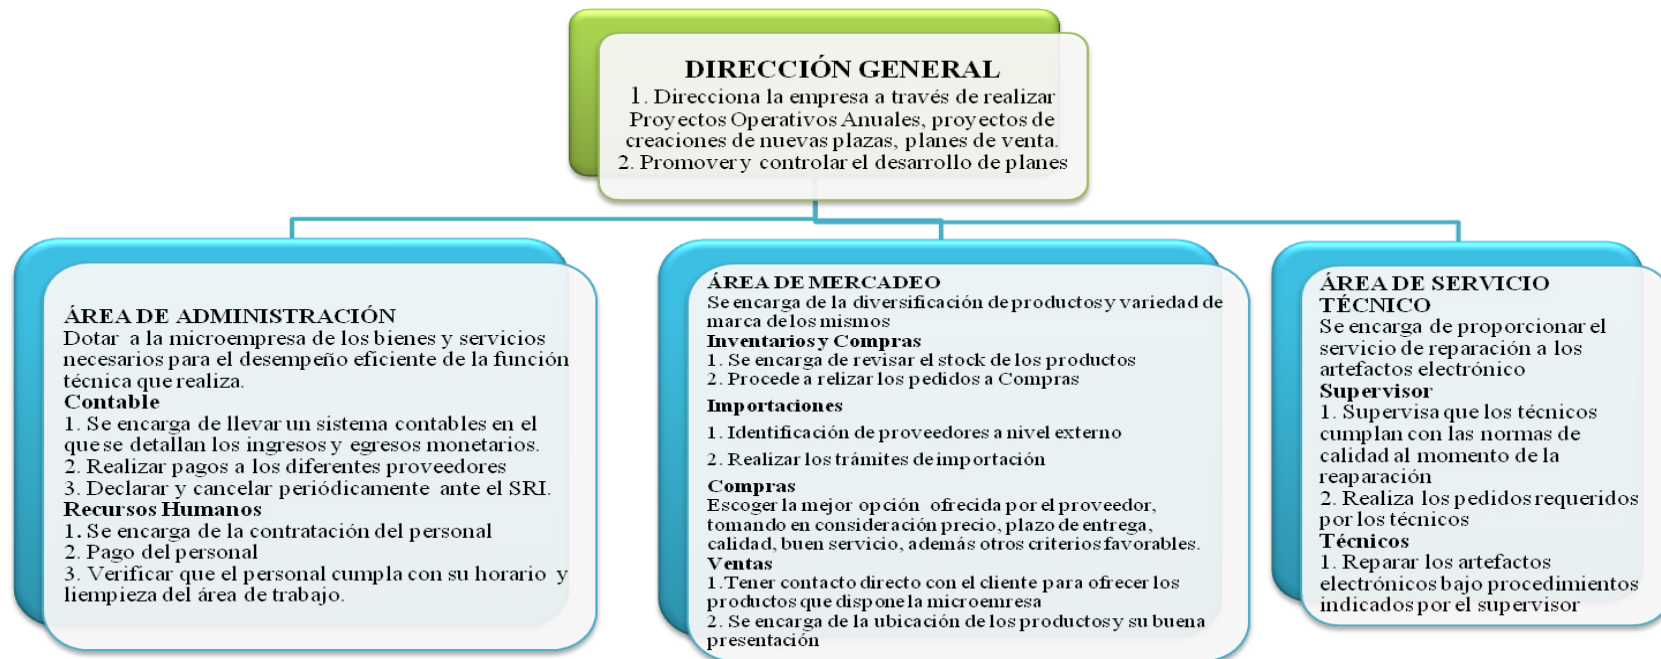 DIRECCIÓN GENERAL
1. Direcciona la empresa a través de realizar
Proyectos Operativos Anuales, proyectos de
creaciones de nuevas plazas, planes de venta.
2. Promover y controlar el desarrollo de planes
ÁREA DE ADMINISTRACIÓN
Dotar a la microempresa de los bienes y servicios
necesarios para el desempeño eficiente de la función
técnica que realiza.
Contable
1. Se encarga de llevar un sistema contables en el
que se detallan los ingresos y egresos monetarios.
2. Realizar pagos a los diferentes proveedores
3. Declarar y cancelar periódicamente ante el SRI.
Recursos Humanos
1. Se encarga de la contratación del personal
2. Pago del personal
3. Verificar que el personal cumpla con su horario y
liempieza del área de trabajo.
ÁREA DE MERCADEO
Se encarga de la diversificación de productos y variedad de
marca de los mismos
Inventarios y Compras
1. Se encarga de revisar el stock de los productos
2. Procede a relizar los pedidos a Compras
Importaciones
1. Identificación de proveedores a nivel externo
2. Realizar los trámites de importación
Compras
Escoger la mejor opción ofrecida por el proveedor,
tomando en consideración precio, plazo de entrega,
calidad, buen servicio, además otros criterios favorables.
Ventas
1.Tener contacto directo con el cliente para ofrecer los
productos que dispone la microemresa
2. Se encarga de la ubicación de los productos y su buena
presentación
ÁREA DE SERVICIO
TÉCNICO
Se encarga de proporcionar el
servicio de reparación a los
artefactos electrónico
Supervisor
1. Supervisa que los técnicos
cumplan con las normas de
calidad al momento de la
reaparación
2. Realiza los pedidos requeridos
por los técnicos
Técnicos
1. Reparar los artefactos
electrónicos bajo procedimientos
indicados por el supervisor